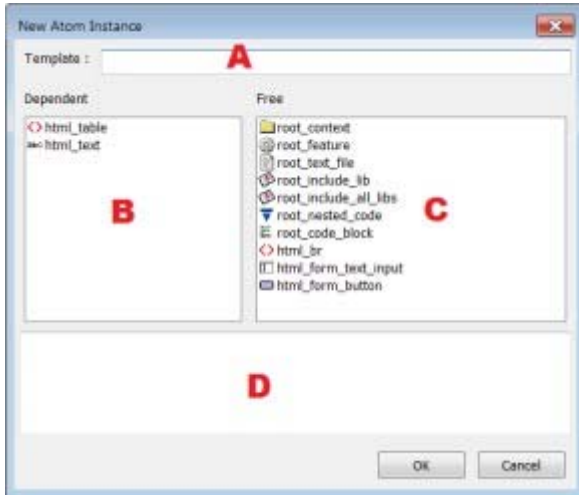 New Atom Instance
Template :
A
Dependent
Free
html_table
html_text
B
root_context
root_feature
root_text_file
root_include_lib
root_include_all_libs
root_nested_code
root_code_block
html_br
html_form_text_input
html_form_button
C
D
OK
Cancel